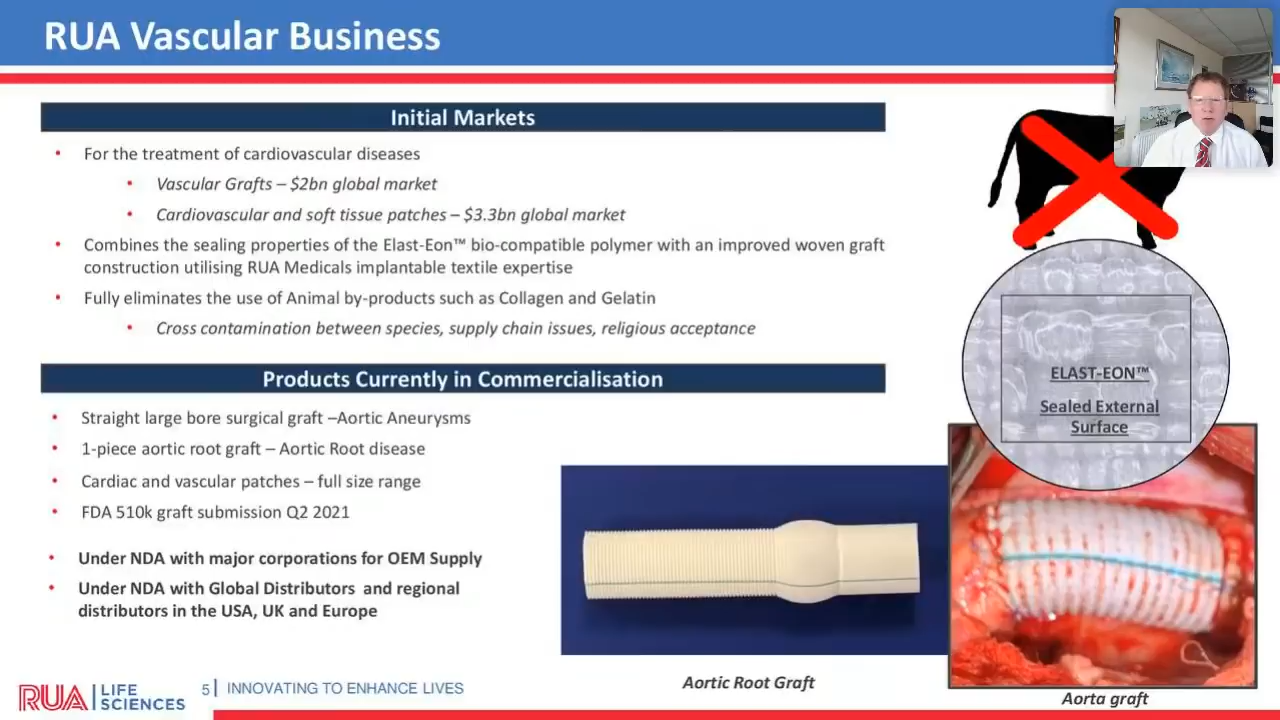 RUA Vascular Business
Initial Markets
• For the treatment of cardiovascular diseases
• Vascular Grafts – $2bn global market
• Cardiovascular and soft tissue patches – $3.3bn global market
• Combines the sealing properties of the Elast-Eon™ bio-compatible polymer with an improved woven graft
construction utilising RUA Medicals implantable textile expertise
• Fully eliminates the use of Animal by-products such as Collagen and Gelatin
• Cross contamination between species, supply chain issues, religious acceptance
Products Currently in Commercialisation
• Straight large bore surgical graft –Aortic Aneurysms
• 1-piece aortic root graft – Aortic Root disease
• Cardiac and vascular patches – full size range
• FDA 510k graft submission Q2 2021
• Under NDA with major corporations for OEM Supply
• Under NDA with Global Distributors and regional
distributors in the USA, UK and Europe
ELAST-EON™
Sealed External
Surface
Aortic Root Graft
Aorta graft
RUA LIFE
SCIENCES
5 INNOVATING TO ENHANCE LIVES